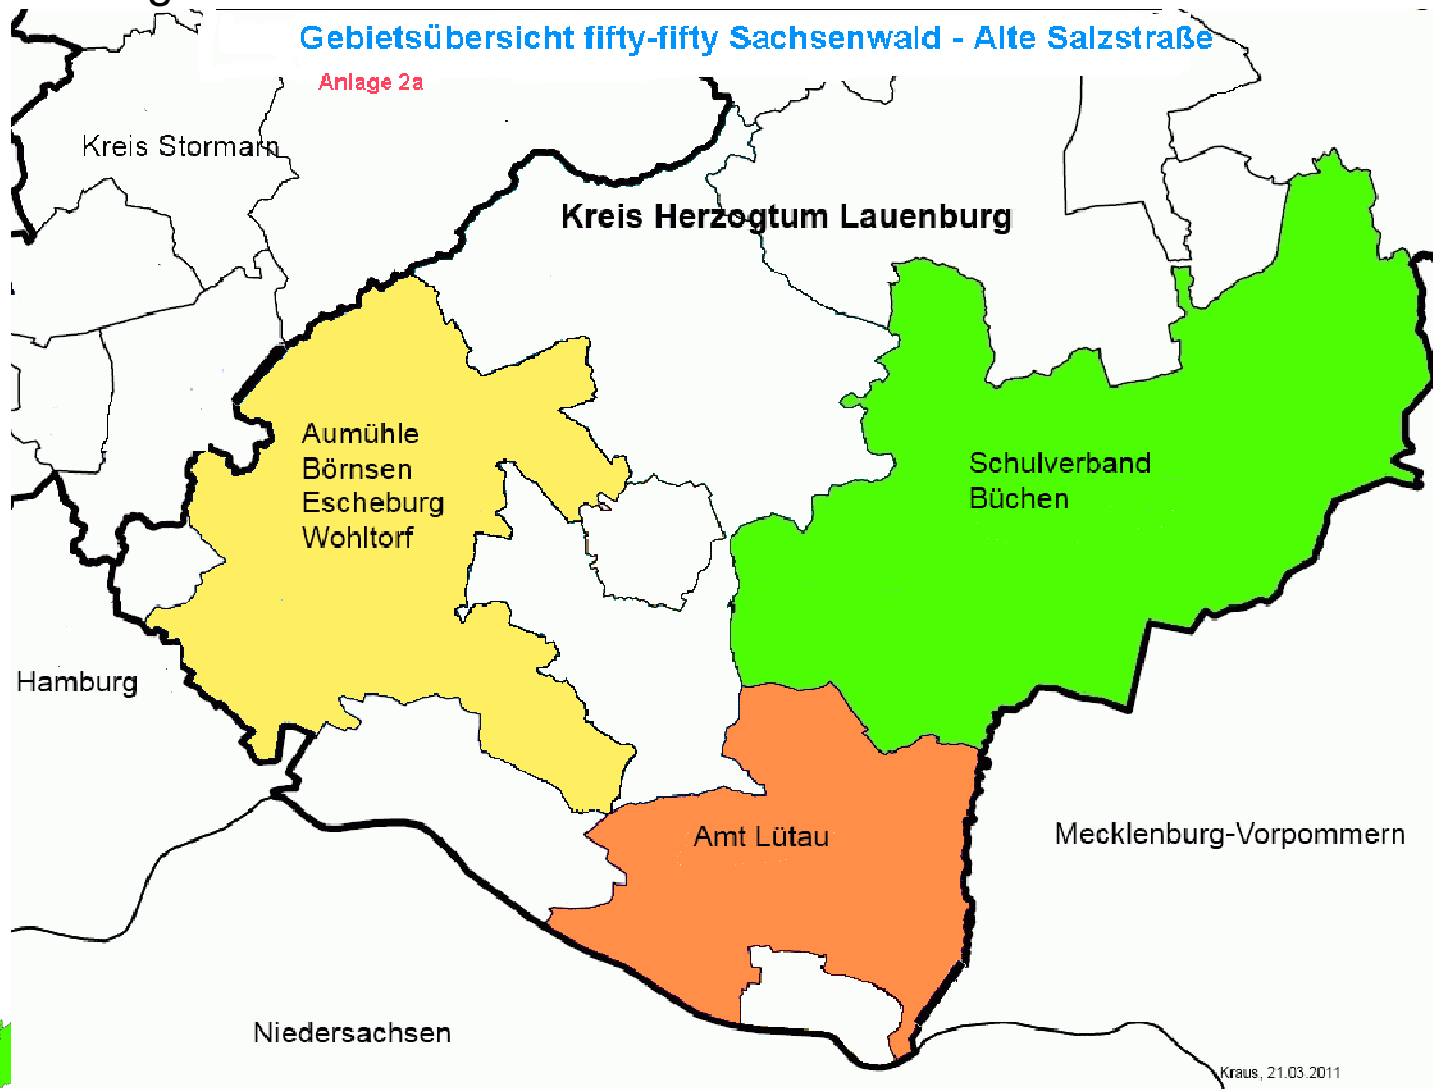 Gebietsübersicht fifty-fifty Sachsenwald - Alte Salzstraße
Anlage 2a
Kreis Stormarn
Kreis Herzogtum Lauenburg
Aumühle
Börnsen
Escheburg
Wohltorf
Schulverband
Büchen
Hamburg
Amt Lütau
Mecklenburg-Vorpommern
Niedersachsen
Kraus, 21.03.2011